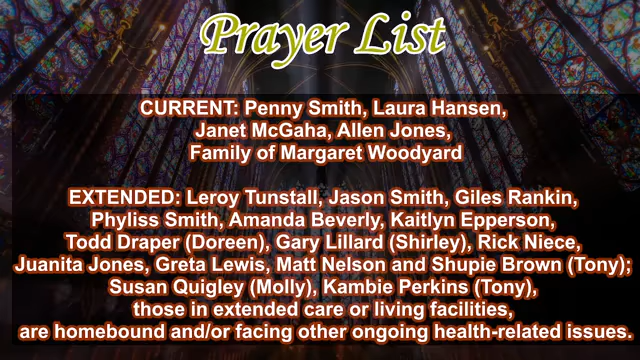 Prayer List
CURRENT: Penny Smith, Laura Hansen,
Janet McGaha, Allen Jones,
Family of Margaret Woodyard
EXTENDED: Leroy Tunstall, Jason Smith, Giles Rankin,
Phyliss Smith, Amanda Beverly, Kaitlyn Epperson,
Todd Draper (Doreen), Gary Lillard (Shirley), Rick Niece,
Juanita Jones, Greta Lewis, Matt Nelson and Shupie Brown (Tony);
Susan Quigley (Molly), Kambie Perkins (Tony),
those in extended care or living facilities,
are homebound and/or facing other ongoing health-related issues.